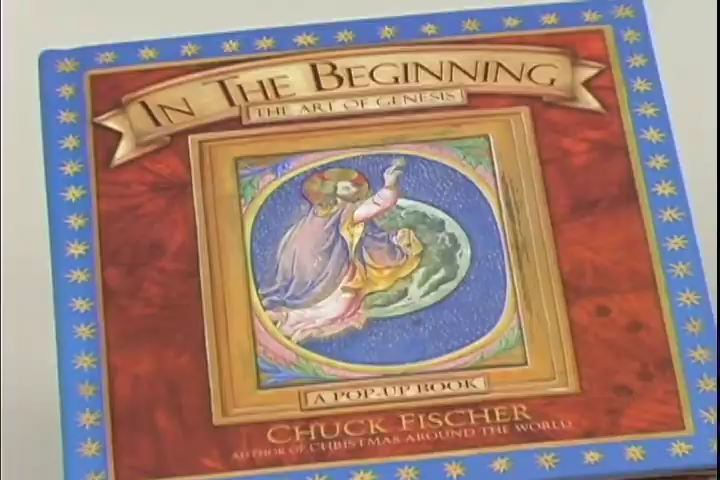 IN THE BEGINNING
THE ART OF GENESIS
A POP-UP BOOK
CHUCK FISCHER
AUTHOR OF CHRISTMAS AROUND THE WORLD